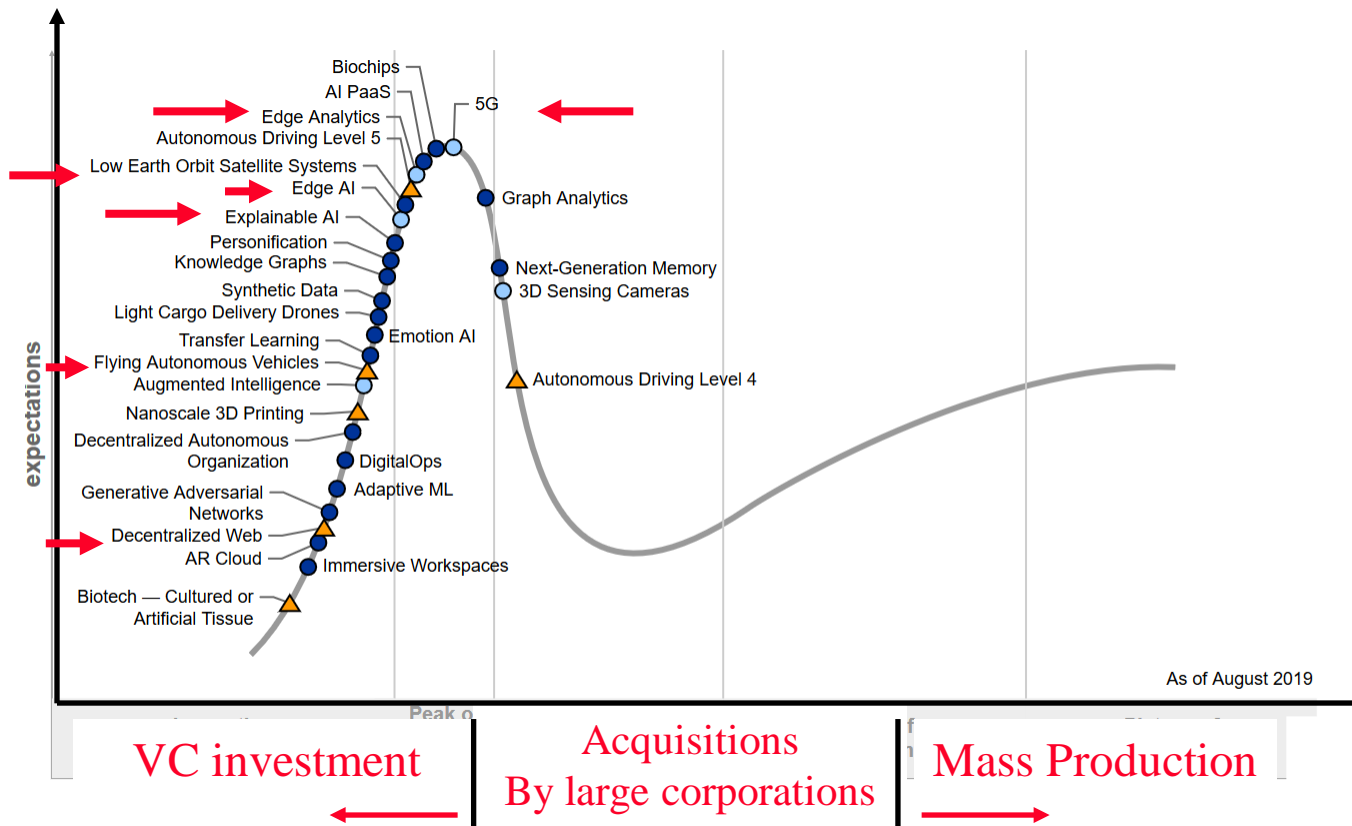 Biochips
AI PaaS
5G
Edge Analytics
Autonomous Driving Level 5
Low Earth Orbit Satellite Systems
Edge AI
Graph Analytics
Explainable AI
Personification
Knowledge Graphs
Next-Generation Memory
Synthetic Data
3D Sensing Cameras
Light Cargo Delivery Drones
Emotion AI
Transfer Learning
Flying Autonomous Vehicles
Autonomous Driving Level 4
Augmented Intelligence
Nanoscale 3D Printing
Decentralized Autonomous
Organization
DigitalOps
Adaptive ML
Generative Adversarial
Networks
Decentralized Web
AR Cloud
Immersive Workspaces
Biotech — Cultured or
Artificial Tissue
expectations
As of August 2019
Peak o
VC investment
Acquisitions
By large corporations
Mass Production